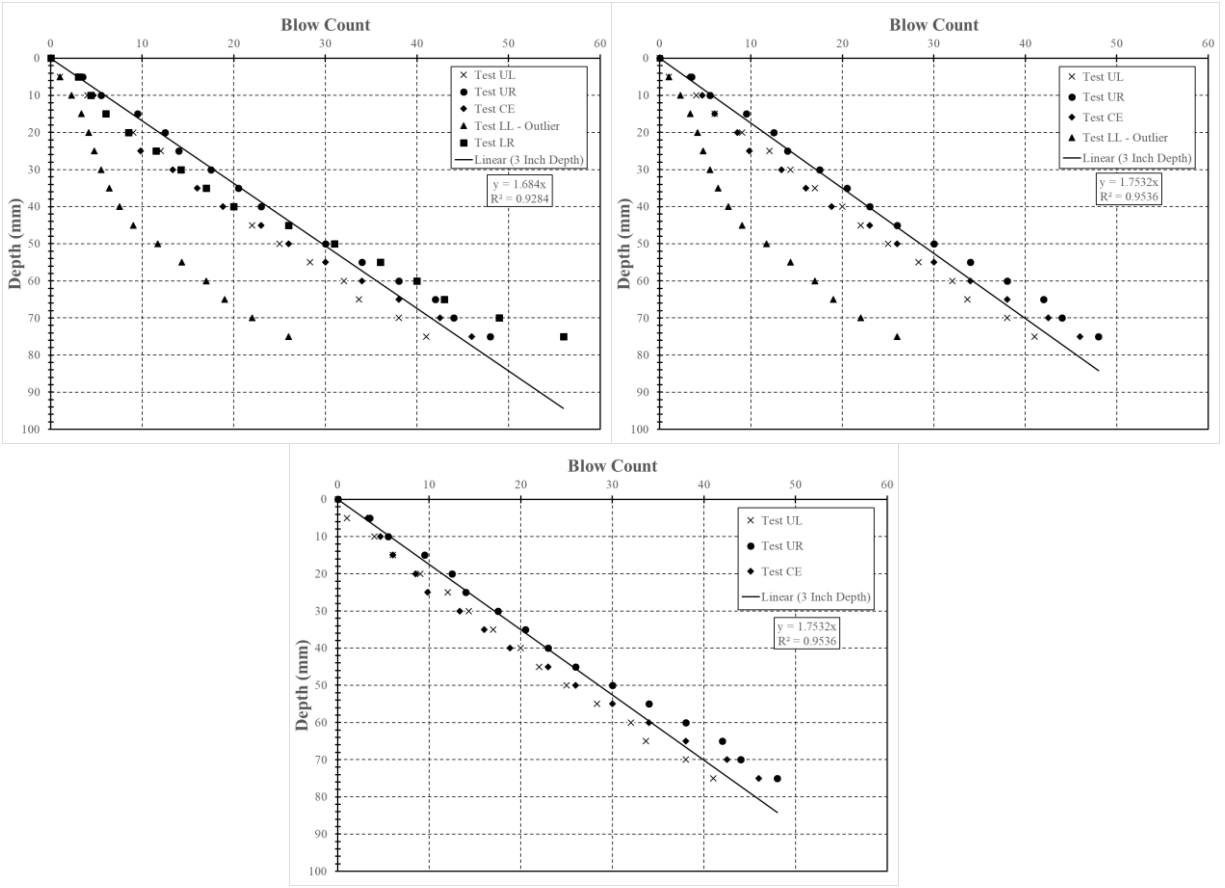 Blow Count
0 10 20 30 40 50 60
0
10
20
30
40
50
60
70
80
90
100
Depth (mm)
Test UL
Test UR
Test CE
Test LL - Outlier
Test LR
Linear (3 Inch Depth)
y = 1.684x
R² = 0.9284
Blow Count
0 10 20 30 40 50 60
0
10
20
30
40
50
60
70
80
90
100
Depth (mm)
Test UL
Test UR
Test CE
Test LL - Outlier
Linear (3 Inch Depth)
y = 1.7532x
R² = 0.9536
Blow Count
0 10 20 30 40 50 60
0
10
20
30
40
50
60
70
80
90
100
Depth (mm)
Test UL
Test UR
Test CE
Linear (3 Inch Depth)
y = 1.7532x
R² = 0.9536